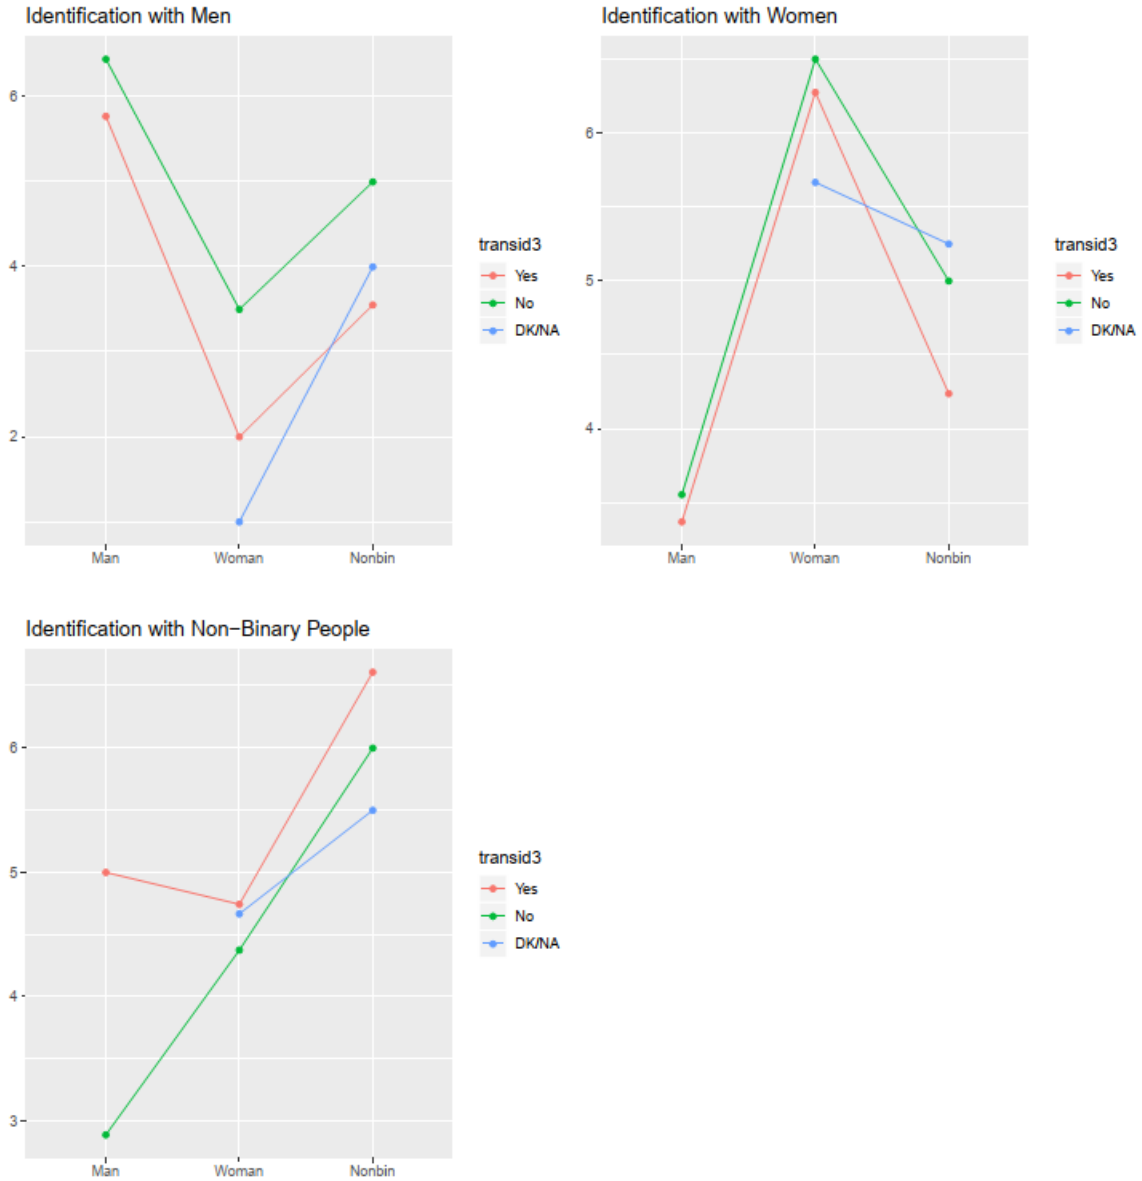 Identification with Men
6
4
2
Man Woman Nonbin
transid3
Yes
No
DK/NA
Identification with Women
6
5
4
Man Woman Nonbin
transid3
Yes
No
DK/NA
Identification with Non−Binary People
6
5
4
3
Man Woman Nonbin
transid3
Yes
No
DK/NA